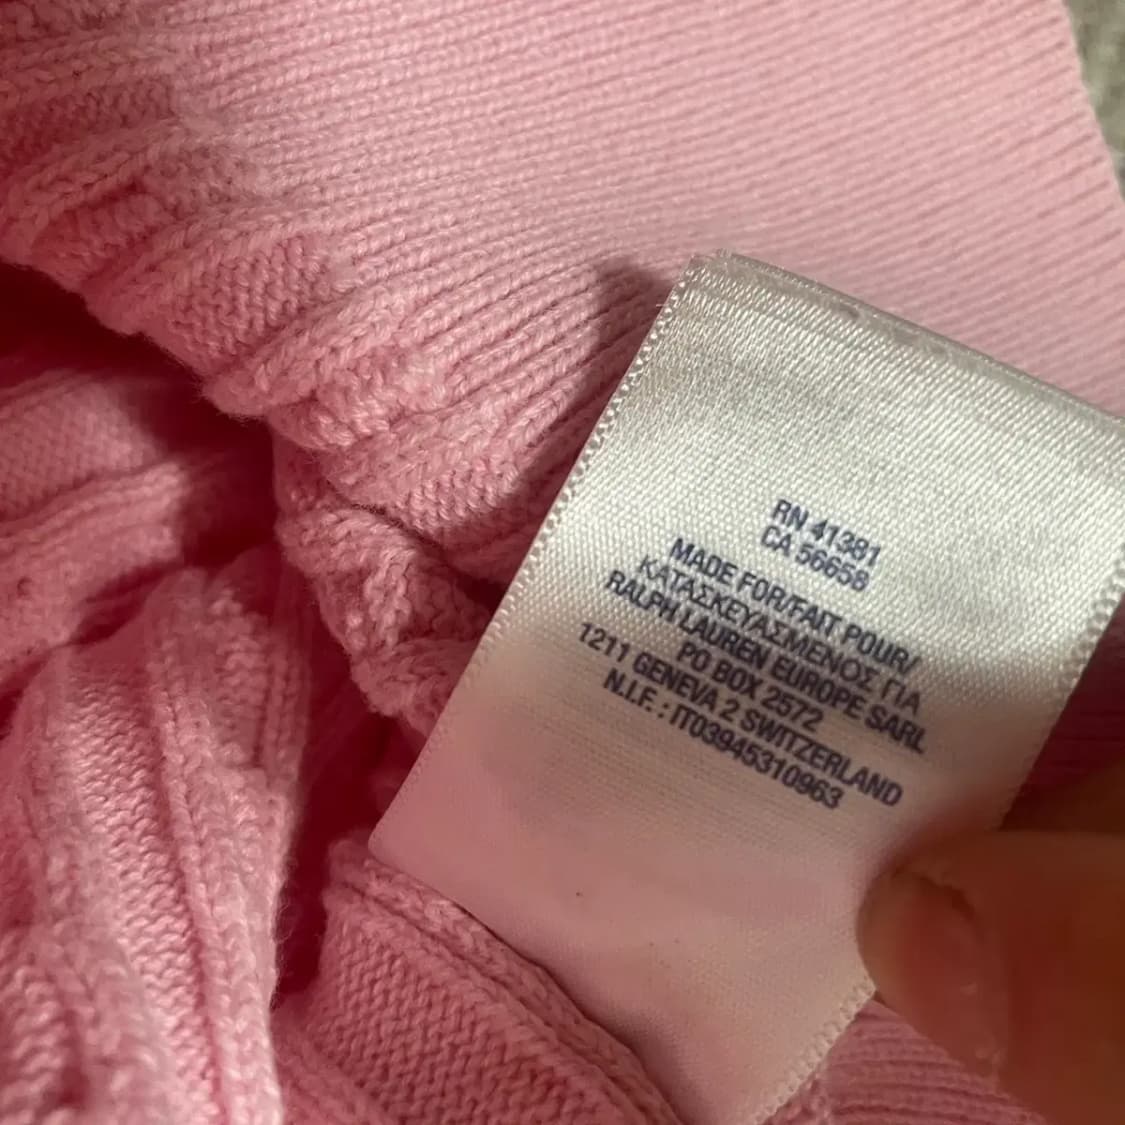 RN 41381
CA 56658
MADE FOR/FAIT POUR/
ΚΑΤΑΣΚΕΥΑΣΜΕΝΟΣ ΓΙΑ
RALPH LAUREN EUROPE SARL
PO BOX 2572
1211 GENEVA 2 SWITZERLAND
N.I.F. : IT03945310963